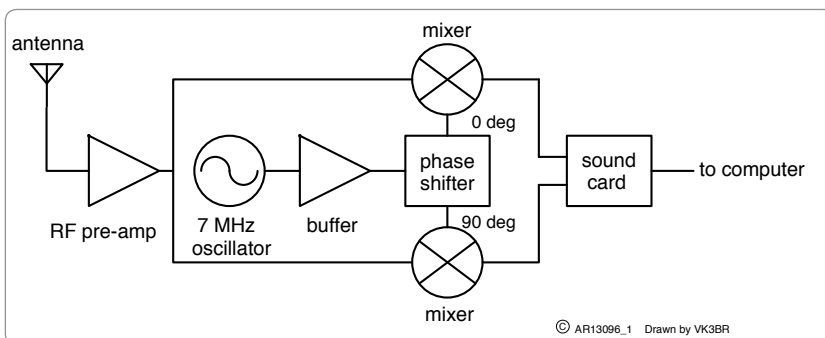 mixer
antenna
0 deg
phase
shifter
sound
card
to computer
RF pre-amp
7 MHz
oscillator
buffer
90 deg
mixer
© AR13096_1 Drawn by VK3BR